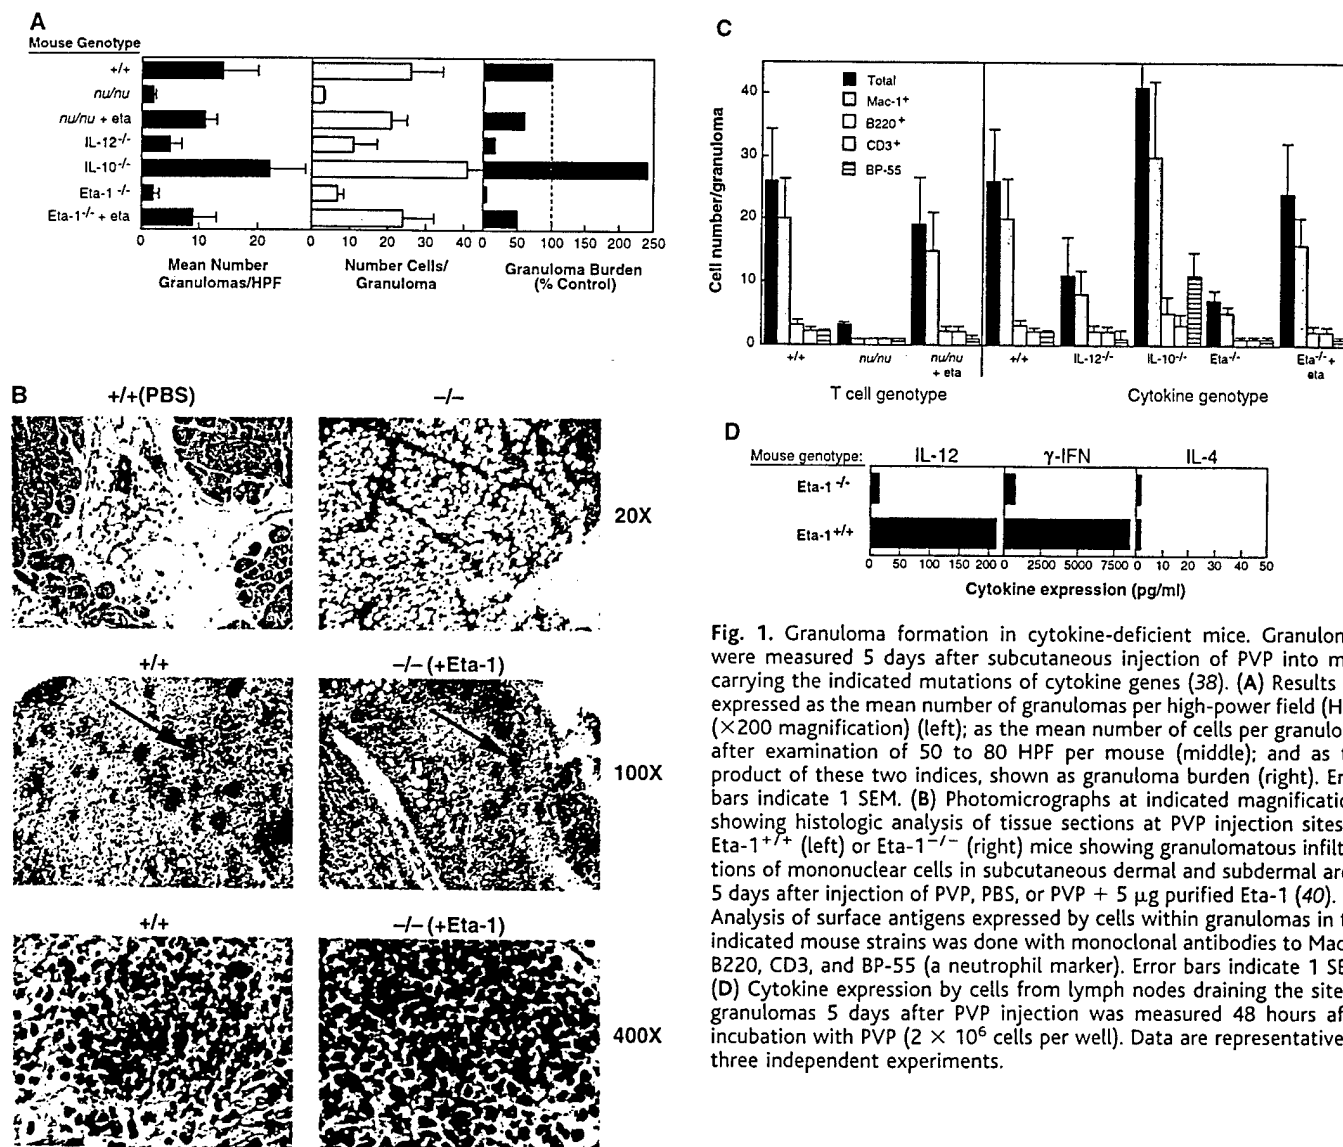 A
Mouse Genotype
+/+
nu/nu
nu/nu + eta
IL-12-/-
IL-10-/-
Eta-1 -/-
Eta-1-/- + eta
0 10 20 0 10 20 30 40 0 50 100 150 200 250
Mean Number Granulomas/HPF
Number Cells/ Granuloma
Granuloma Burden (% Control)
B
+/+(PBS) –/–
20X
+/+ –/– (+Eta-1)
100X
+/+ –/– (+Eta-1)
400X
C
Cell number/granuloma
40
30
20
10
0
Total
Mac-1+
B220+
CD3+
BP-55
+/+ nu/nu nu/nu + eta +/+ IL-12-/- IL-10-/- Eta-/- Eta-/-+ eta
T cell genotype Cytokine genotype
D
Mouse genotype: IL-12 γ-IFN IL-4
Eta-1 -/-
Eta-1+/+
0 50 100 150 200 0 2500 5000 7500 0 10 20 30 40 50
Cytokine expression (pg/ml)
Fig. 1. Granuloma formation in cytokine-deficient mice. Granulom
were measured 5 days after subcutaneous injection of PVP into m
carrying the indicated mutations of cytokine genes (38). (A) Results
expressed as the mean number of granulomas per high-power field (H
(×200 magnification) (left); as the mean number of cells per granulo
after examination of 50 to 80 HPF per mouse (middle); and as t
product of these two indices, shown as granuloma burden (right). Er
bars indicate 1 SEM. (B) Photomicrographs at indicated magnificatio
showing histologic analysis of tissue sections at PVP injection sites
Eta-1+/+ (left) or Eta-1−/− (right) mice showing granulomatous infilt
tions of mononuclear cells in subcutaneous dermal and subdermal are
5 days after injection of PVP, PBS, or PVP + 5 μg purified Eta-1 (40).
Analysis of surface antigens expressed by cells within granulomas in t
indicated mouse strains was done with monoclonal antibodies to Mac
B220, CD3, and BP-55 (a neutrophil marker). Error bars indicate 1 SE
(D) Cytokine expression by cells from lymph nodes draining the site
granulomas 5 days after PVP injection was measured 48 hours af
incubation with PVP (2 × 10⁶ cells per well). Data are representative
three independent experiments.